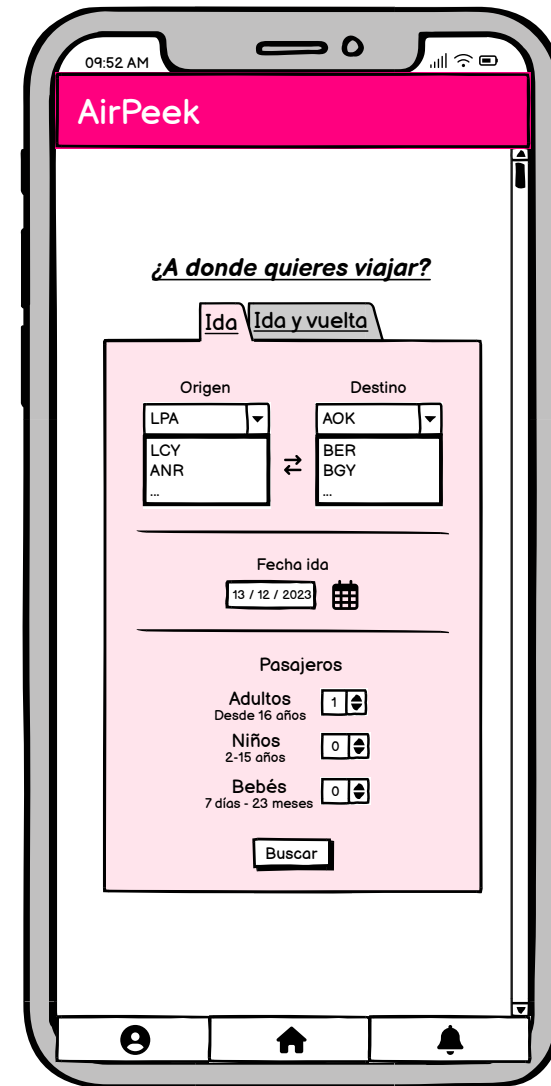 09:52 AM
AirPeek
¿A donde quieres viajar?
Ida
Ida y vuelta
Origen
Destino
LPA
AOK
LCY
ANR
...
BER
BGY
...
Fecha ida
13 / 12 / 2023
Pasajeros
Adultos
1
Desde 16 años
Niños
0
2-15 años
Bebés
0
7 días - 23 meses
Buscar